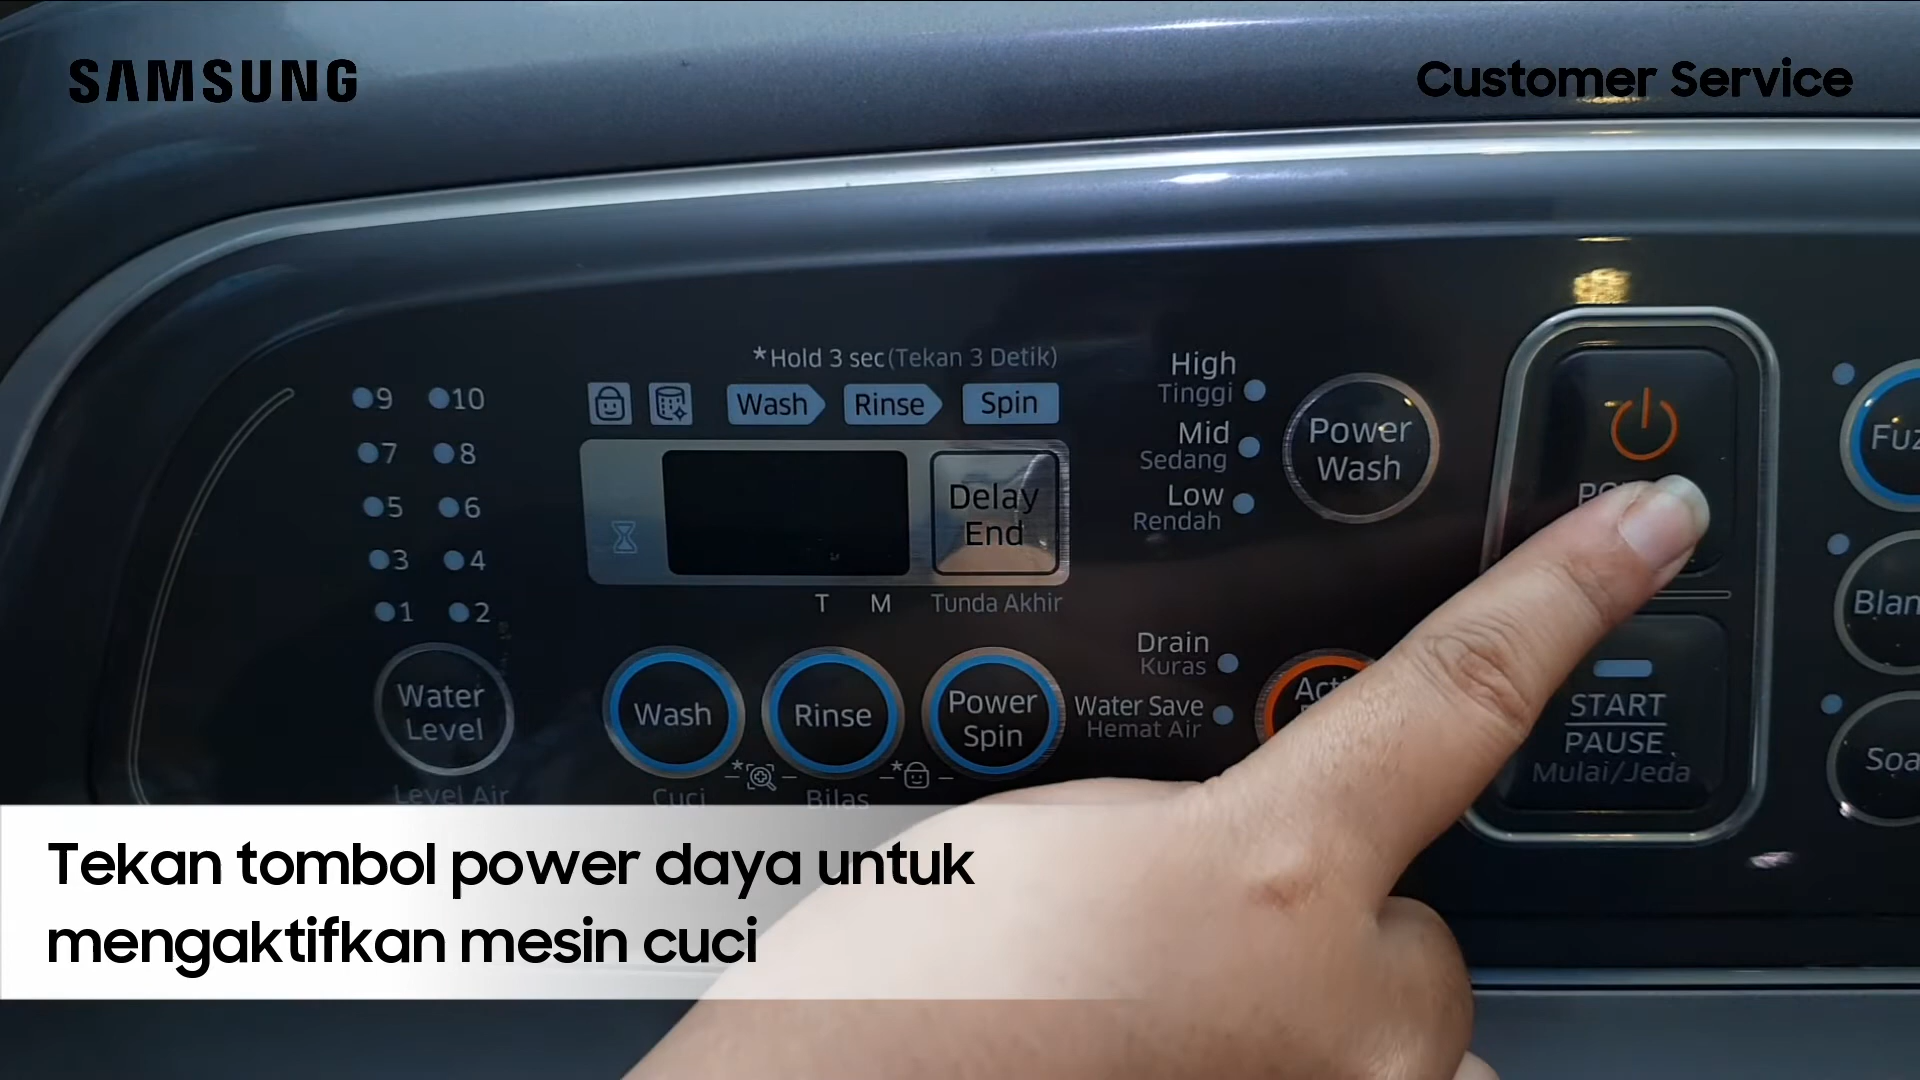 SAMSUNG
Customer Service
*Hold 3 sec(Tekan 3 Detik)
Wash Rinse Spin
9 10
7 8
5 6
3 4
1 2
Water
Level
Level Air
Delay
End
T M Tunda Akhir
High
Tinggi
Mid
Sedang
Low
Rendah
Power
Wash
Drain
Kuras
Water Save
Hemat Air
Wash
Rinse
Power
Spin
Cuci
Bilas
START
PAUSE
Mulai/Jeda
Tekan tombol power daya untuk
mengaktifkan mesin cuci